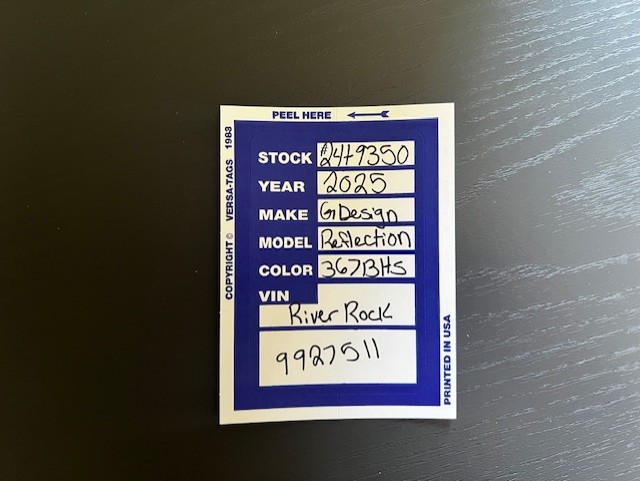 PEEL HERE
COPYRIGHT © VERSA-TAGS 1983
STOCK #24H9350
YEAR 2025
MAKE GDesign
MODEL Reflection
COLOR 367BHS
VIN
River Rock
9927511
PRINTED IN USA